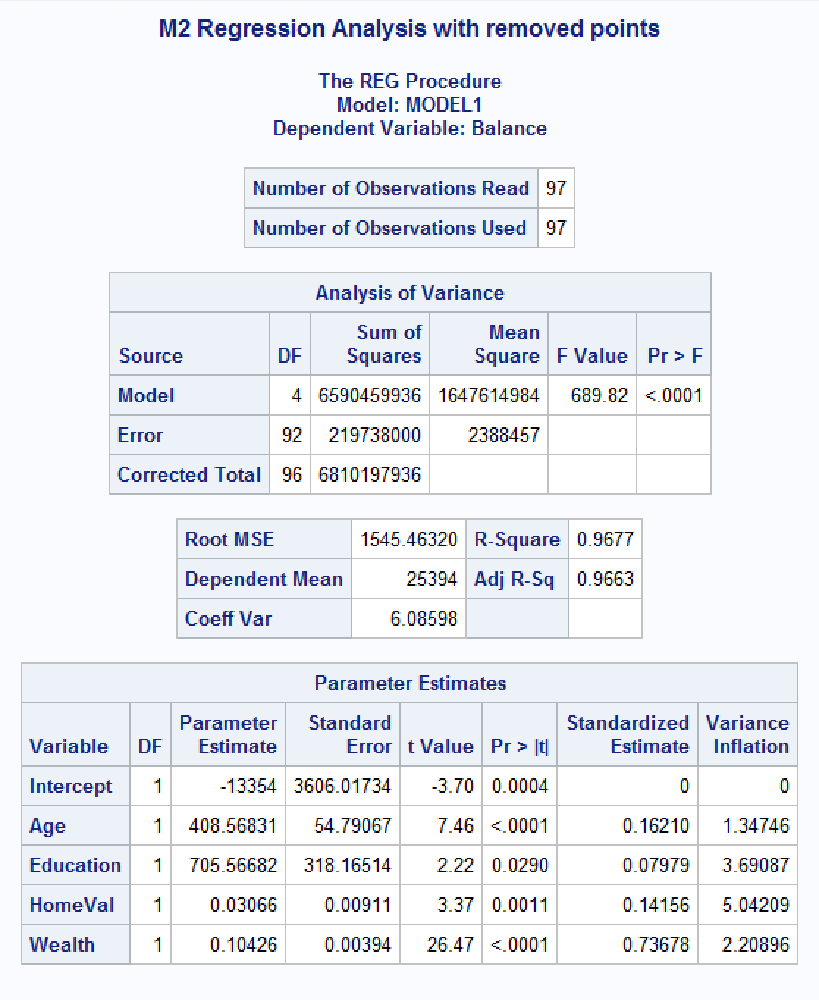 M2 Regression Analysis with removed points
The REG Procedure
Model: MODEL1
Dependent Variable: Balance
Number of Observations Read 97
Number of Observations Used 97
Analysis of Variance
Source DF Sum of Squares Mean Square F Value Pr > F
Model 4 6590459936 1647614984 689.82 <.0001
Error 92 219738000 2388457
Corrected Total 96 6810197936
Root MSE 1545.46320 R-Square 0.9677
Dependent Mean 25394 Adj R-Sq 0.9663
Coeff Var 6.08598
Parameter Estimates
Variable DF Parameter Estimate Standard Error t Value Pr > |t| Standardized Estimate Variance Inflation
Intercept 1 -13354 3606.01734 -3.70 0.0004 0 0
Age 1 408.56831 54.79067 7.46 <.0001 0.16210 1.34746
Education 1 705.56682 318.16514 2.22 0.0290 0.07979 3.69087
HomeVal 1 0.03066 0.00911 3.37 0.0011 0.14156 5.04209
Wealth 1 0.10426 0.00394 26.47 <.0001 0.73678 2.20896